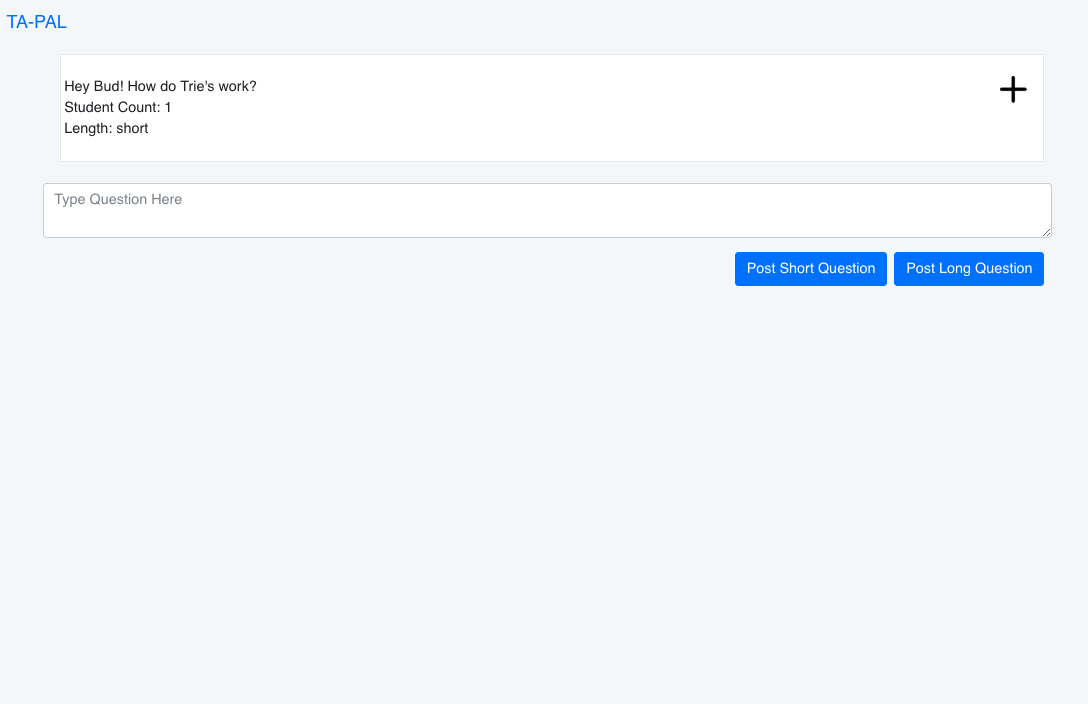 TA-PAL
Hey Bud! How do Trie's work?
Student Count: 1
Length: short
Type Question Here
Post Short Question
Post Long Question